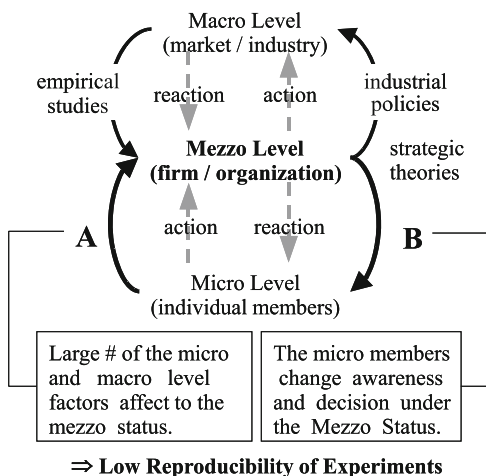 Macro Level
(market / industry)
empirical
studies
reaction
action
industrial
policies
Mezzo Level
(firm / organization)
strategic
theories
A
action
reaction
B
Micro Level
(individual members)
Large # of the micro
and macro level
factors affect to the
mezzo status.
The micro members
change awareness
and decision under
the Mezzo Status.
⇒ Low Reproducibility of Experiments